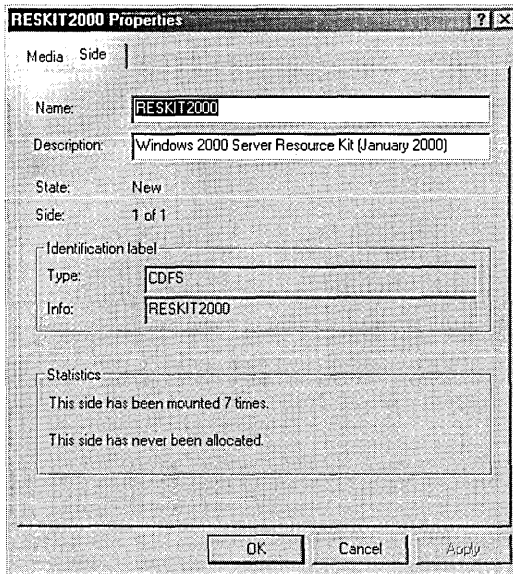 RESKIT2000 Properties
Media Side
Name: RESKIT2000
Description: Windows 2000 Server Resource Kit (January 2000)
State: New
Side: 1 of 1
Identification label
Type: CDFS
Info: RESKIT2000
Statistics
This side has been mounted 7 times.
This side has never been allocated.
OK Cancel Apply